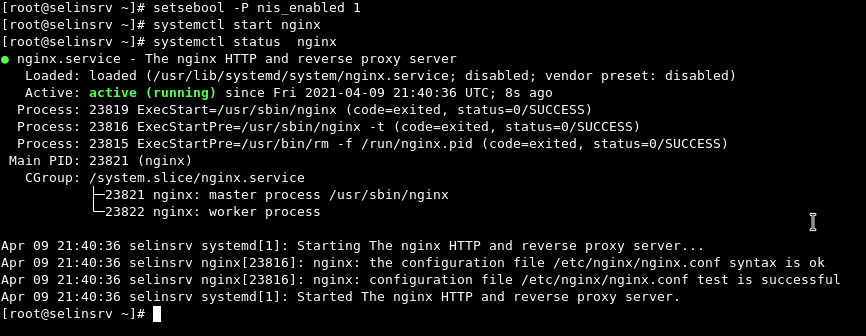 [root@selinsrv ~]# setsebool -P nis_enabled 1
[root@selinsrv ~]# systemctl start nginx
[root@selinsrv ~]# systemctl status  nginx
● nginx.service - The nginx HTTP and reverse proxy server
   Loaded: loaded (/usr/lib/systemd/system/nginx.service; disabled; vendor preset: disabled)
   Active: active (running) since Fri 2021-04-09 21:40:36 UTC; 8s ago
  Process: 23819 ExecStart=/usr/sbin/nginx (code=exited, status=0/SUCCESS)
  Process: 23816 ExecStartPre=/usr/sbin/nginx -t (code=exited, status=0/SUCCESS)
  Process: 23815 ExecStartPre=/usr/bin/rm -f /run/nginx.pid (code=exited, status=0/SUCCESS)
 Main PID: 23821 (nginx)
   CGroup: /system.slice/nginx.service
           ├─23821 nginx: master process /usr/sbin/nginx
           └─23822 nginx: worker process

Apr 09 21:40:36 selinsrv systemd[1]: Starting The nginx HTTP and reverse proxy server...
Apr 09 21:40:36 selinsrv nginx[23816]: nginx: the configuration file /etc/nginx/nginx.conf syntax is ok
Apr 09 21:40:36 selinsrv nginx[23816]: nginx: configuration file /etc/nginx/nginx.conf test is successful
Apr 09 21:40:36 selinsrv systemd[1]: Started The nginx HTTP and reverse proxy server.
[root@selinsrv ~]#